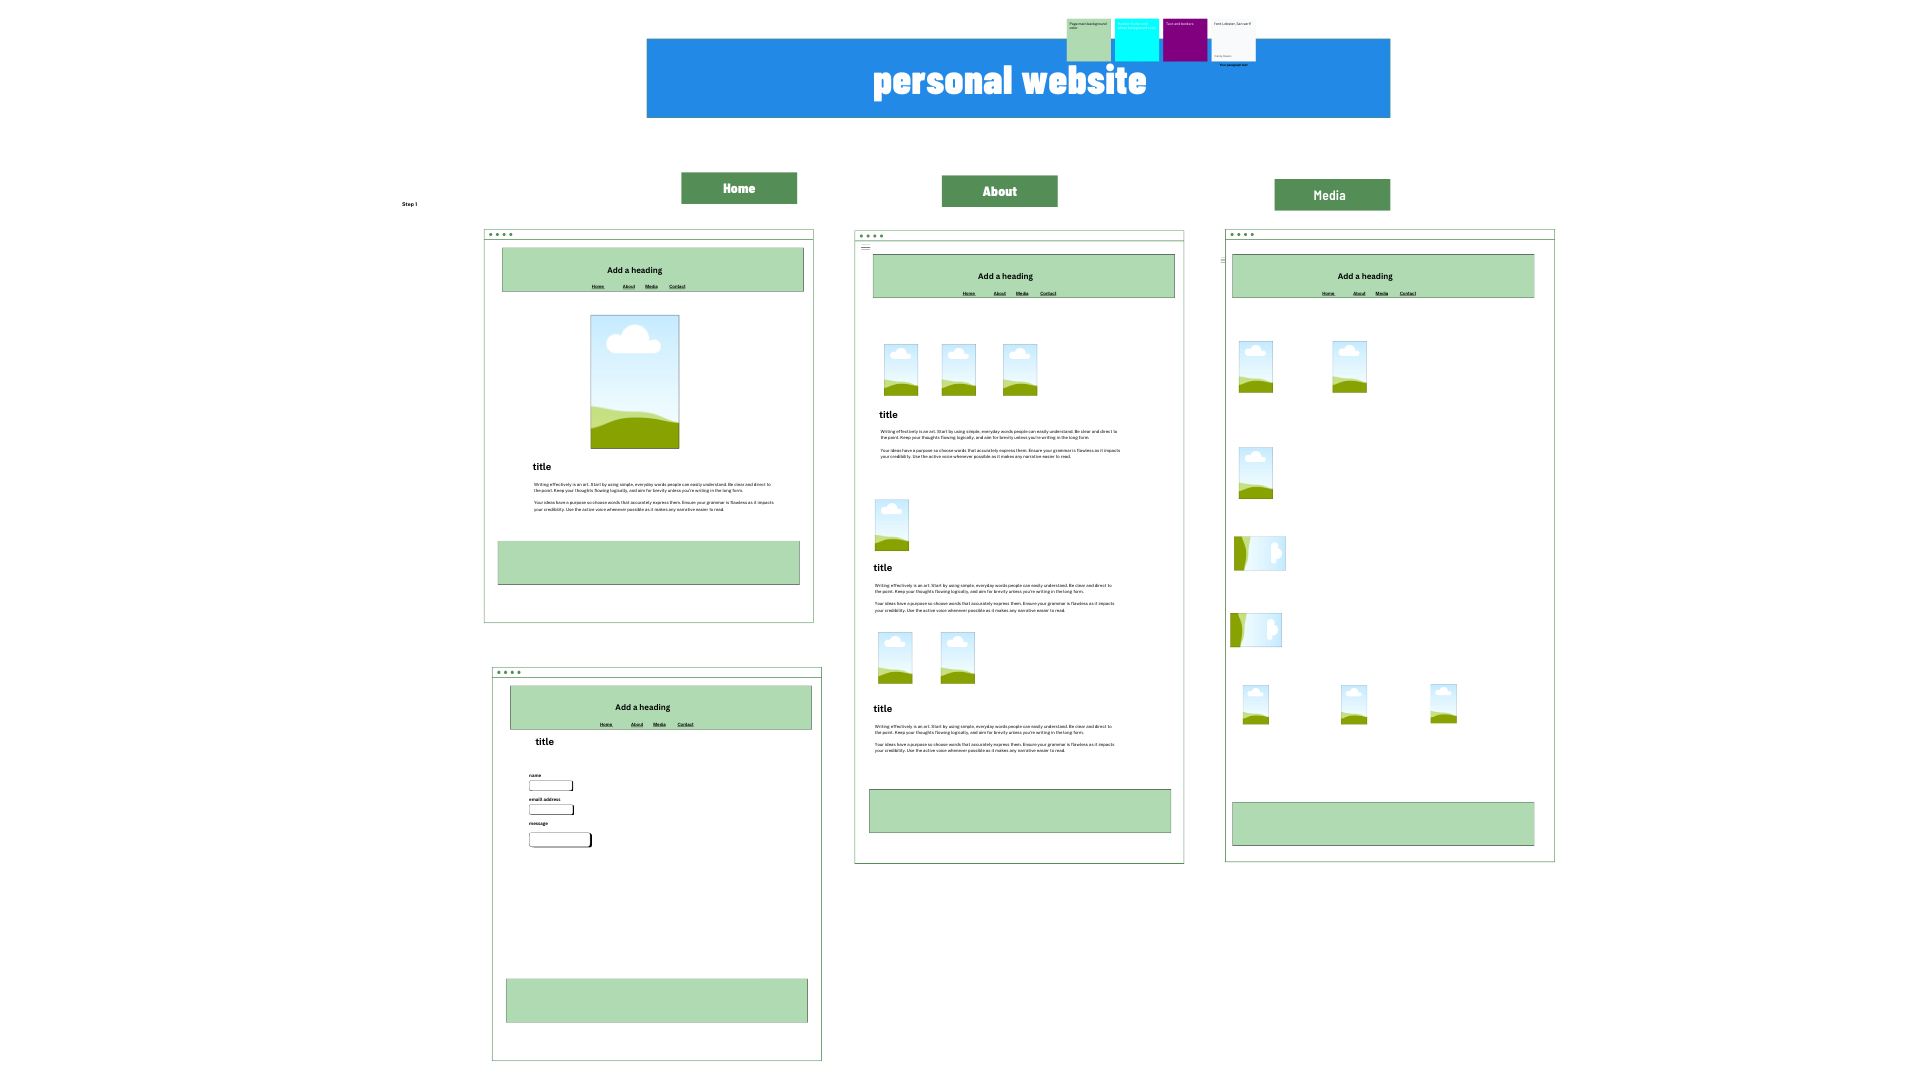 Page main background
color
Text and borders
Font: Lobster, San serif
personal website
Home
About
Media
Step 1
Add a heading
Home
About
Media
Contact
title
Writing effectively is an art. Start by using simple, everyday words people can easily understand. Be clear and direct to
the point. Keep your thoughts flowing logically, and aim for brevity unless you're writing in the long form.
Your ideas have a purpose so choose words that accurately express them. Ensure your grammar is flawless as it impacts
your credibility. Use the active voice whenever possible as it makes any narrative easier to read.
Add a heading
Home
About
Media
Contact
title
Writing effectively is an art. Start by using simple, everyday words people can easily understand. Be clear and direct to
the point. Keep your thoughts flowing logically, and aim for brevity unless you're writing in the long form.
Your ideas have a purpose so choose words that accurately express them. Ensure your grammar is flawless as it impacts
your credibility. Use the active voice whenever possible as it makes any narrative easier to read.
title
Writing effectively is an art. Start by using simple, everyday words people can easily understand. Be clear and direct to
the point. Keep your thoughts flowing logically, and aim for brevity unless you're writing in the long form.
Your ideas have a purpose so choose words that accurately express them. Ensure your grammar is flawless as it impacts
your credibility. Use the active voice whenever possible as it makes any narrative easier to read.
title
Writing effectively is an art. Start by using simple, everyday words people can easily understand. Be clear and direct to
the point. Keep your thoughts flowing logically, and aim for brevity unless you're writing in the long form.
Your ideas have a purpose so choose words that accurately express them. Ensure your grammar is flawless as it impacts
your credibility. Use the active voice whenever possible as it makes any narrative easier to read.
Add a heading
Home
About
Media
Contact
Add a heading
Home
About
Media
Contact
title
name
emaill address
message